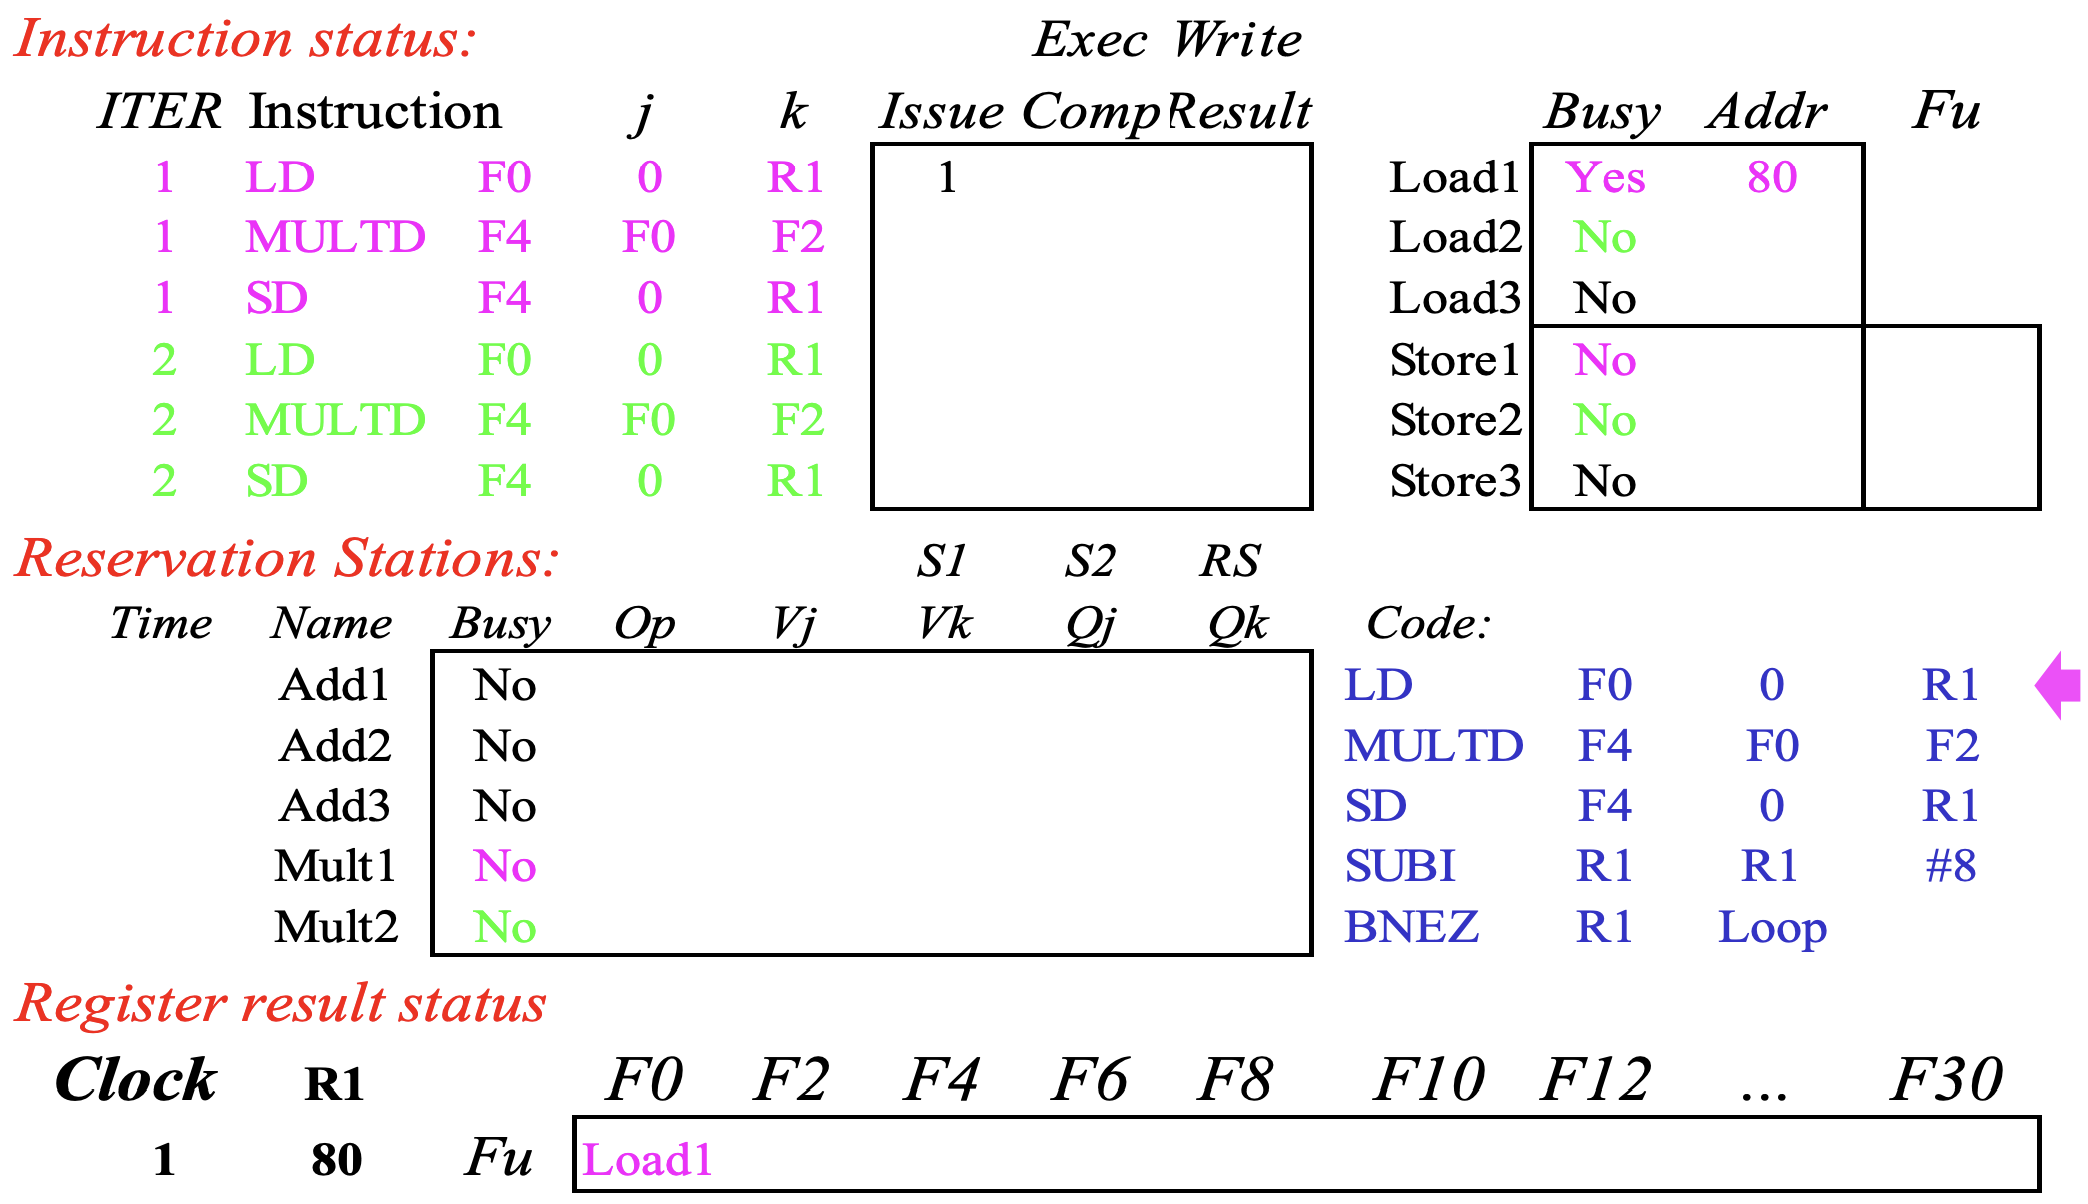 Instruction status: Exec Write
ITER Instruction j k Issue Comp Result Busy Addr Fu
1 LD F0 0 R1 1 Load1 Yes 80
1 MULTD F4 F0 F2 Load2 No
1 SD F4 0 R1 Load3 No
2 LD F0 0 R1 Store1 No
2 MULTD F4 F0 F2 Store2 No
2 SD F4 0 R1 Store3 No
Reservation Stations: S1 S2 RS
Time Name Busy Op Vj Vk Qj Qk Code:
Add1 No LD F0 0 R1
Add2 No MULTD F4 F0 F2
Add3 No SD F4 0 R1
Mult1 No SUBI R1 R1 #8
Mult2 No BNEZ R1 Loop
Register result status
Clock R1 F0 F2 F4 F6 F8 F10 F12 ... F30
1 80 Fu Load1